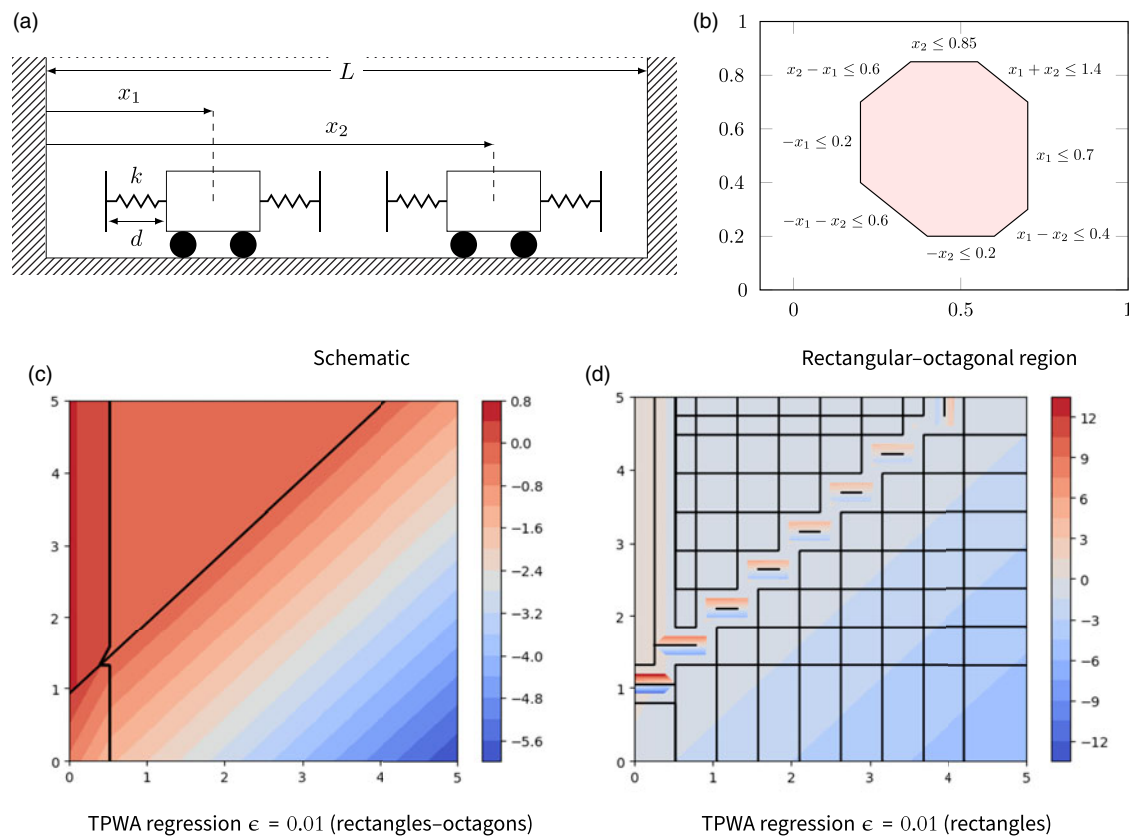 (a)
L
x₁
x₂
k
d
Schematic
(b)
1
0.8
0.6
0.4
0.2
0
0
0.5
1
x₂ ≤ 0.85
x₂ − x₁ ≤ 0.6
x₁ + x₂ ≤ 1.4
−x₁ ≤ 0.2
x₁ ≤ 0.7
−x₁ − x₂ ≤ 0.6
x₁ − x₂ ≤ 0.4
−x₂ ≤ 0.2
Rectangular–octagonal region
(c)
5
4
3
2
1
0
0
1
2
3
4
5
0.8
0.0
−0.8
−1.6
−2.4
−3.2
−4.0
−4.8
−5.6
TPWA regression ϵ = 0.01 (rectangles–octagons)
(d)
5
4
3
2
1
0
0
1
2
3
4
5
12
9
6
3
0
−3
−6
−9
−12
TPWA regression ϵ = 0.01 (rectangles)